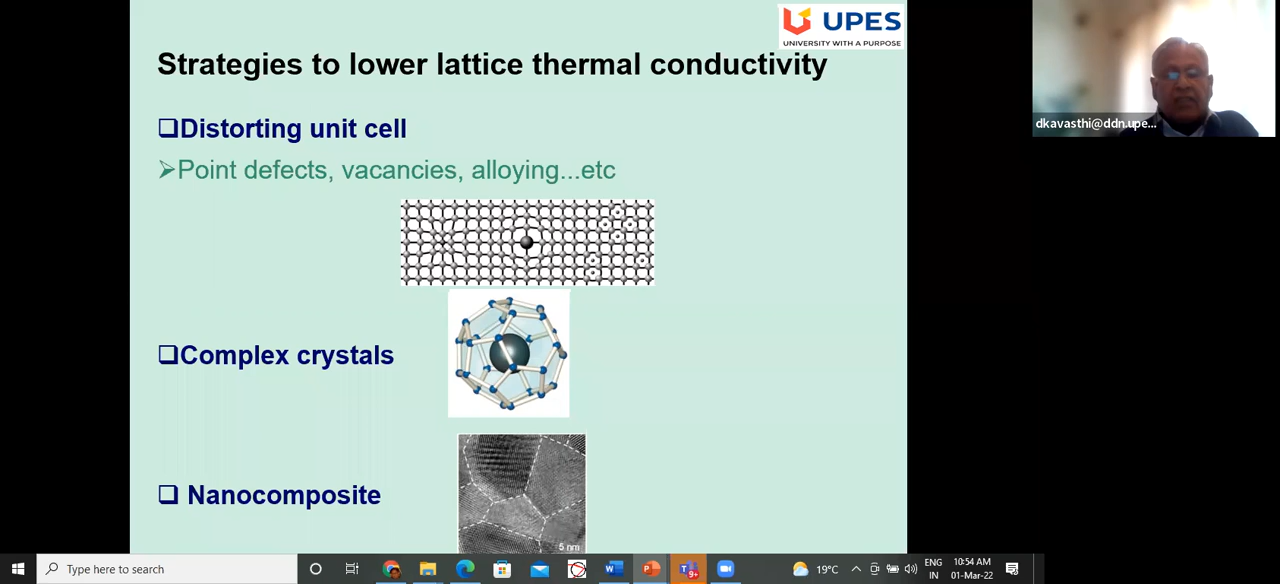 UPES
UNIVERSITY WITH A PURPOSE
Strategies to lower lattice thermal conductivity
Distorting unit cell
Point defects, vacancies, alloying...etc
Complex crystals
Nanocomposite
5 nm
dkavasthi@ddn.upe...
Type here to search
9+
19°C
ENG
IN
10:54 AM
01-Mar-22